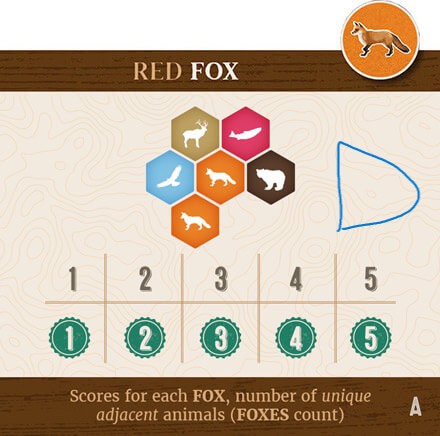 RED FOX
D
1 2 3 4 5
1 2 3 4 5
Scores for each FOX, number of unique
adjacent animals (FOXES count)
A